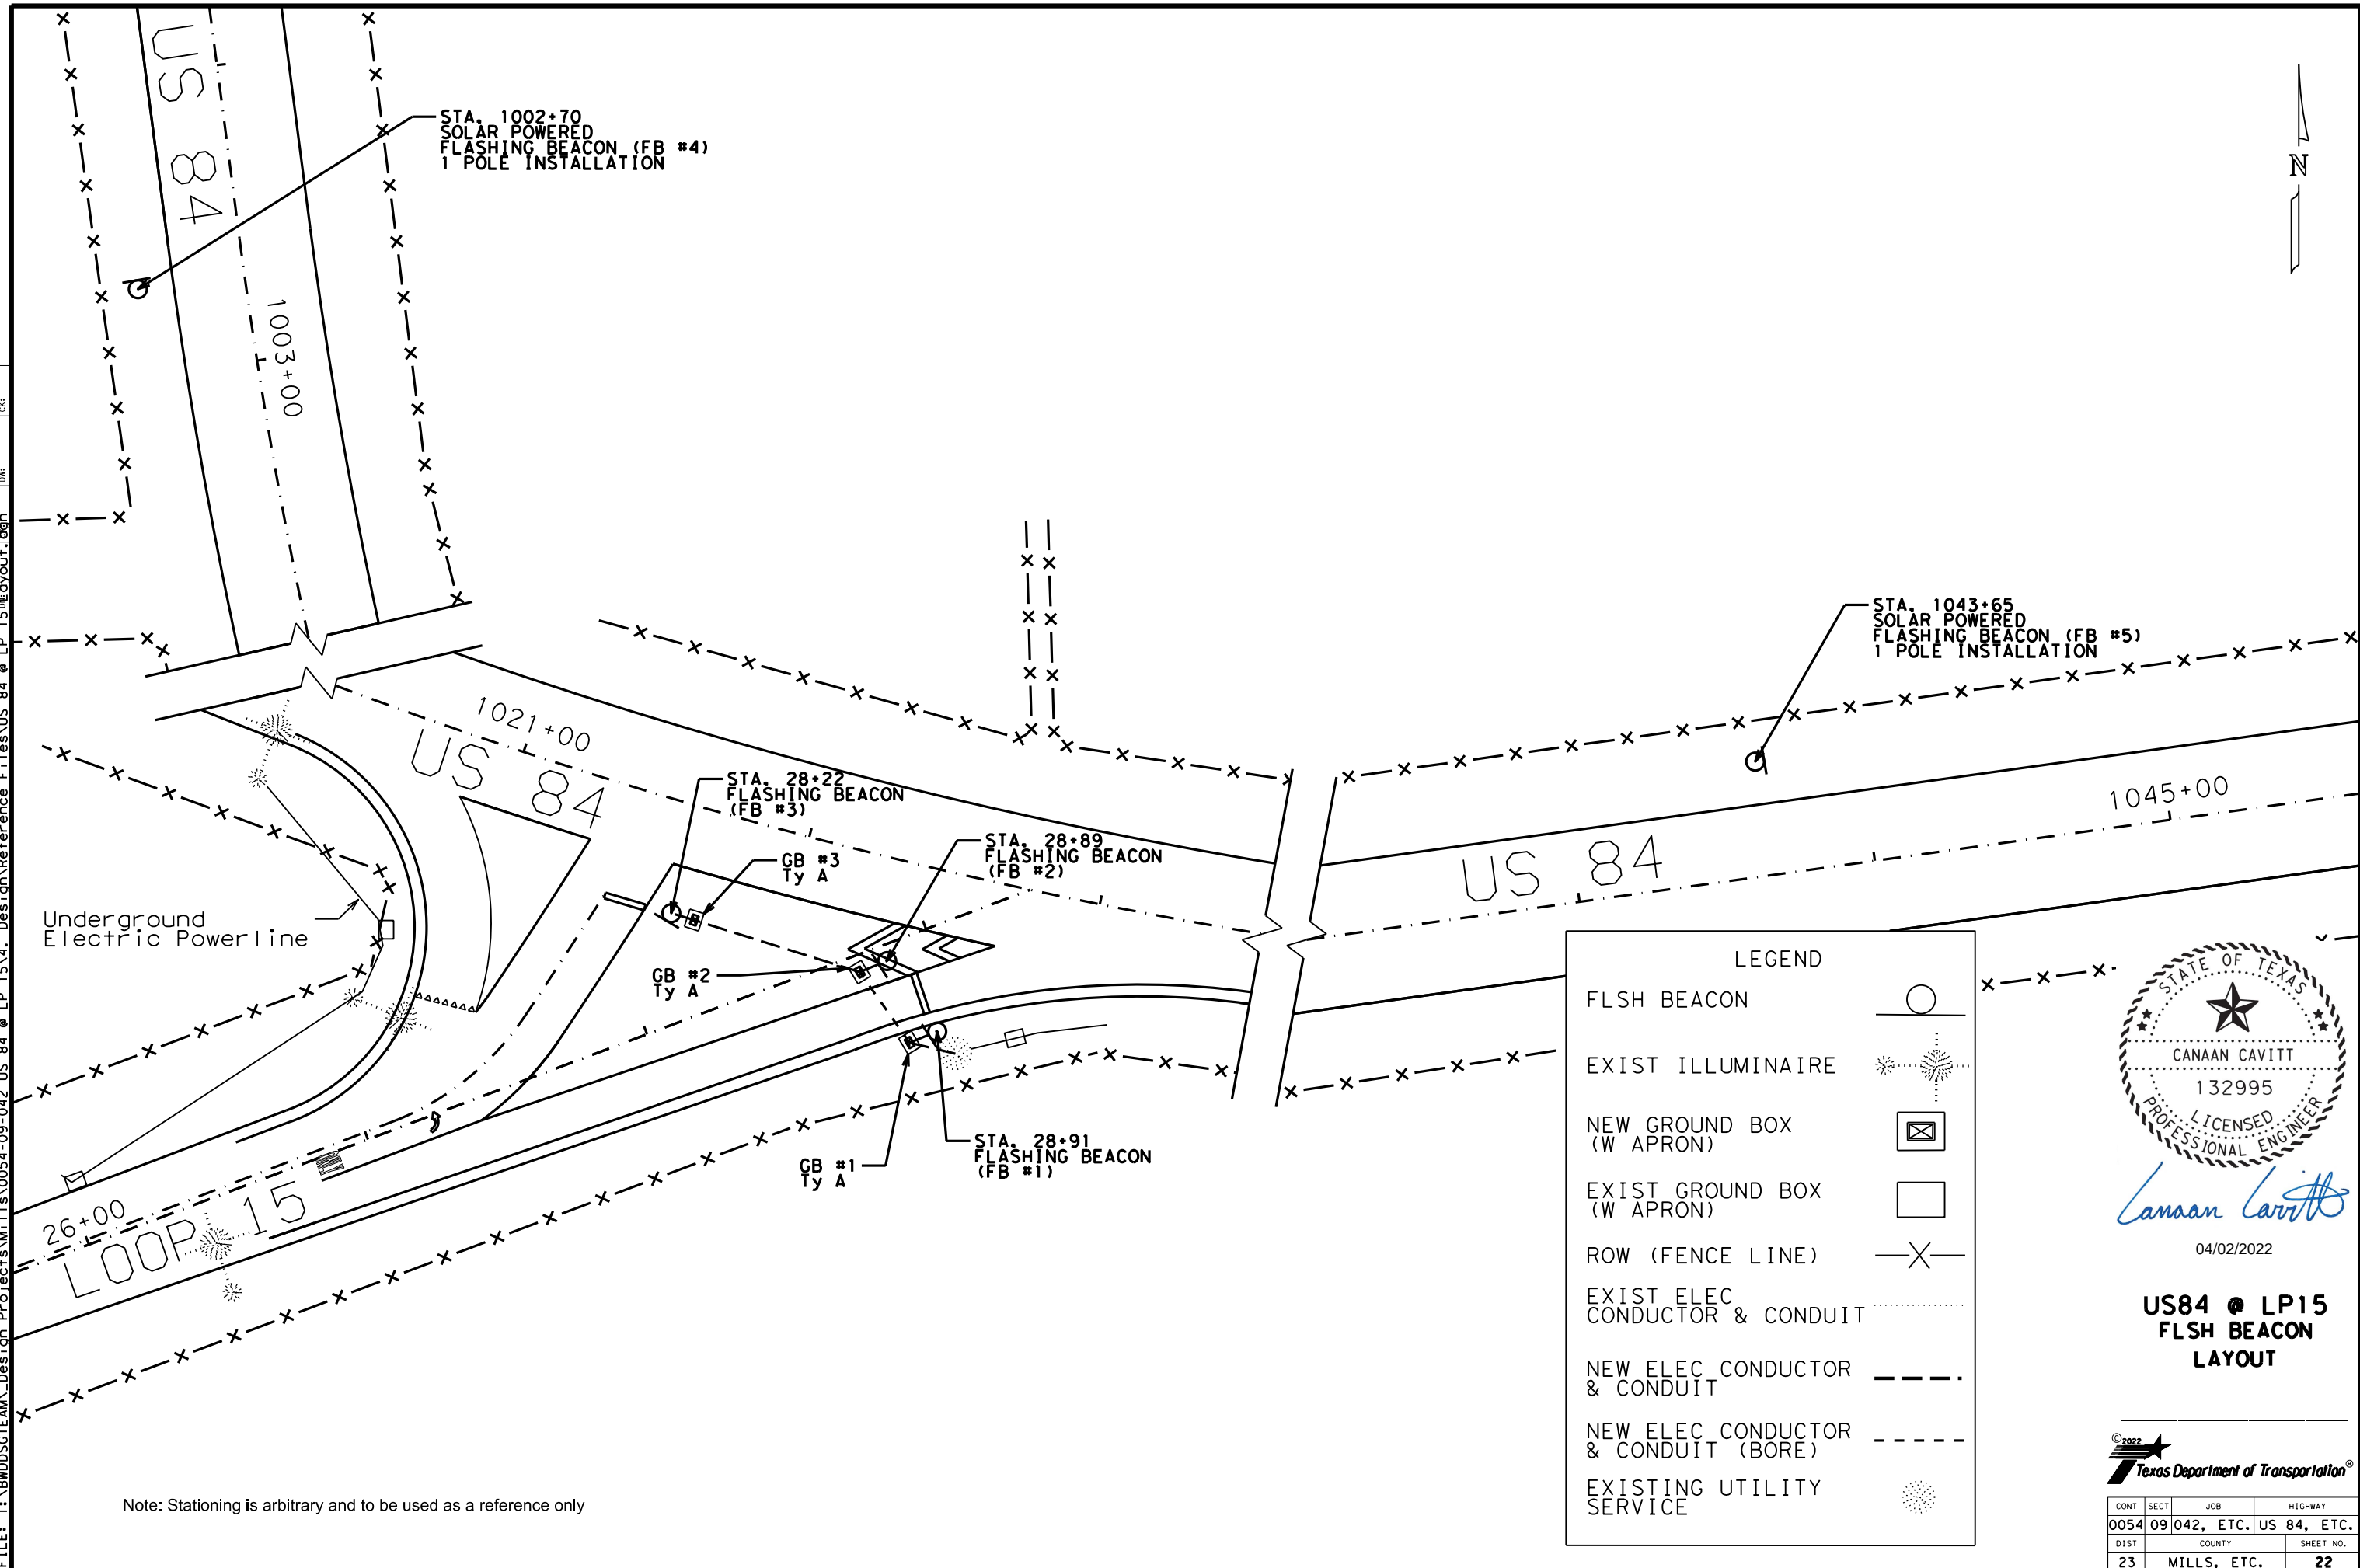 US 84
STA. 1002+70
SOLAR POWERED
FLASHING BEACON (FB #4)
1 POLE INSTALLATION
N
1003+00
STA. 1043+65
SOLAR POWERED
FLASHING BEACON (FB #5)
1 POLE INSTALLATION
1021+00
US 84
STA. 28+22
FLASHING BEACON
(FB #3)
1045+00
US 84
STA. 28+89
FLASHING BEACON
(FB #2)
GB #3
Ty A
Underground
Electric Powerline
GB #2
Ty A
STA. 28+91
FLASHING BEACON
(FB #1)
GB #1
Ty A
26+00
LOOP 15
LEGEND
FLSH BEACON
EXIST ILLUMINAIRE
NEW GROUND BOX
(W APRON)
EXIST GROUND BOX
(W APRON)
ROW (FENCE LINE)
EXIST ELEC
CONDUCTOR & CONDUIT
NEW ELEC CONDUCTOR
& CONDUIT
NEW ELEC CONDUCTOR
& CONDUIT (BORE)
EXISTING UTILITY
SERVICE
STATE OF TEXAS
CANAAN CAVITT
132995
LICENSED
PROFESSIONAL ENGINEER
Canaan Cavitt
04/02/2022
US84 @ LP15
FLSH BEACON
LAYOUT
©2022
Texas Department of Transportation®
CONT SECT JOB HIGHWAY
0054 09 042, ETC. US 84, ETC.
DIST COUNTY SHEET NO.
23 MILLS, ETC. 22
Note: Stationing is arbitrary and to be used as a reference only
CK:
DW: